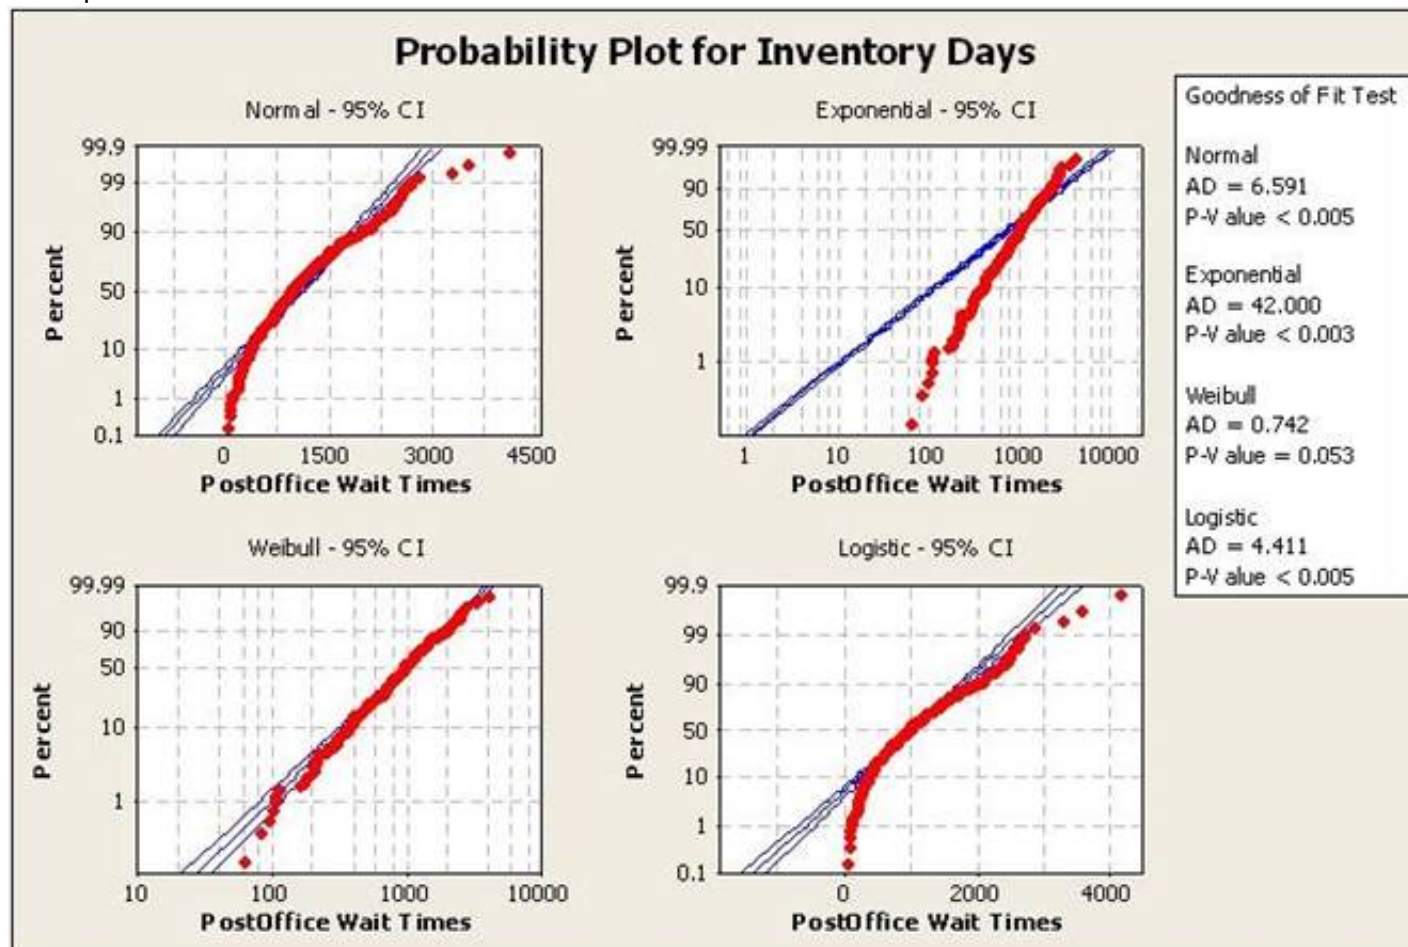 Probability Plot for Inventory Days
Normal - 95% CI
99.9
99
90
50
10
1
0.1
Percent
0 1500 3000 4500
PostOffice Wait Times
Exponential - 95% CI
99.99
90
50
10
1
Percent
1 10 100 1000 10000
PostOffice Wait Times
Goodness of Fit Test
Normal
AD = 6.591
P-Value < 0.005
Exponential
AD = 42.000
P-Value < 0.003
Weibull
AD = 0.742
P-Value = 0.053
Logistic
AD = 4.411
P-Value < 0.005
Weibull - 95% CI
99.99
90
50
10
1
Percent
10 100 1000 10000
PostOffice Wait Times
Logistic - 95% CI
99.9
99
90
50
10
1
0.1
Percent
0 2000 4000
PostOffice Wait Times